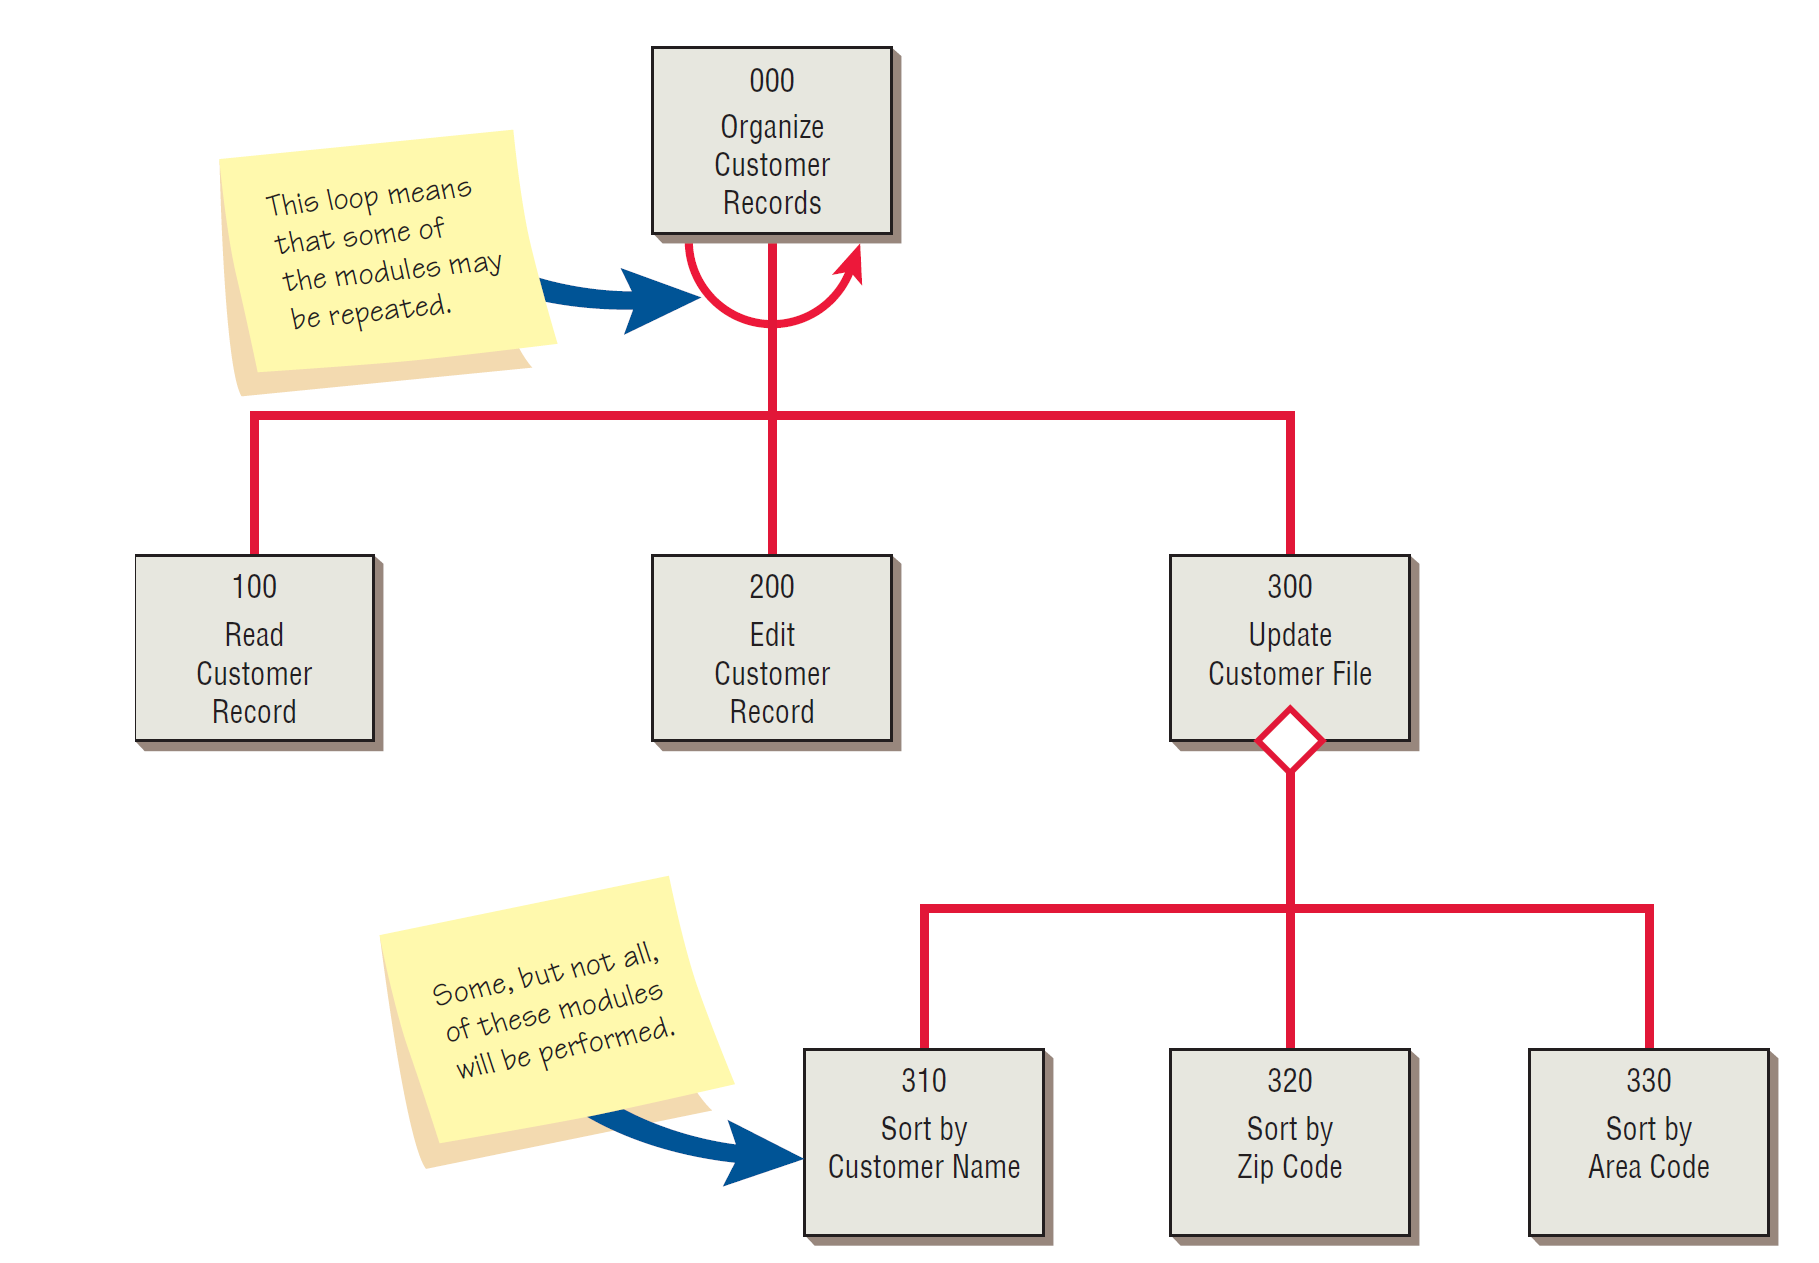 000
Organize
Customer
Records
This loop means
that some of
the modules may
be repeated.
100
Read
Customer
Record
200
Edit
Customer
Record
300
Update
Customer File
Some, but not all,
of these modules
will be performed.
310
Sort by
Customer Name
320
Sort by
Zip Code
330
Sort by
Area Code